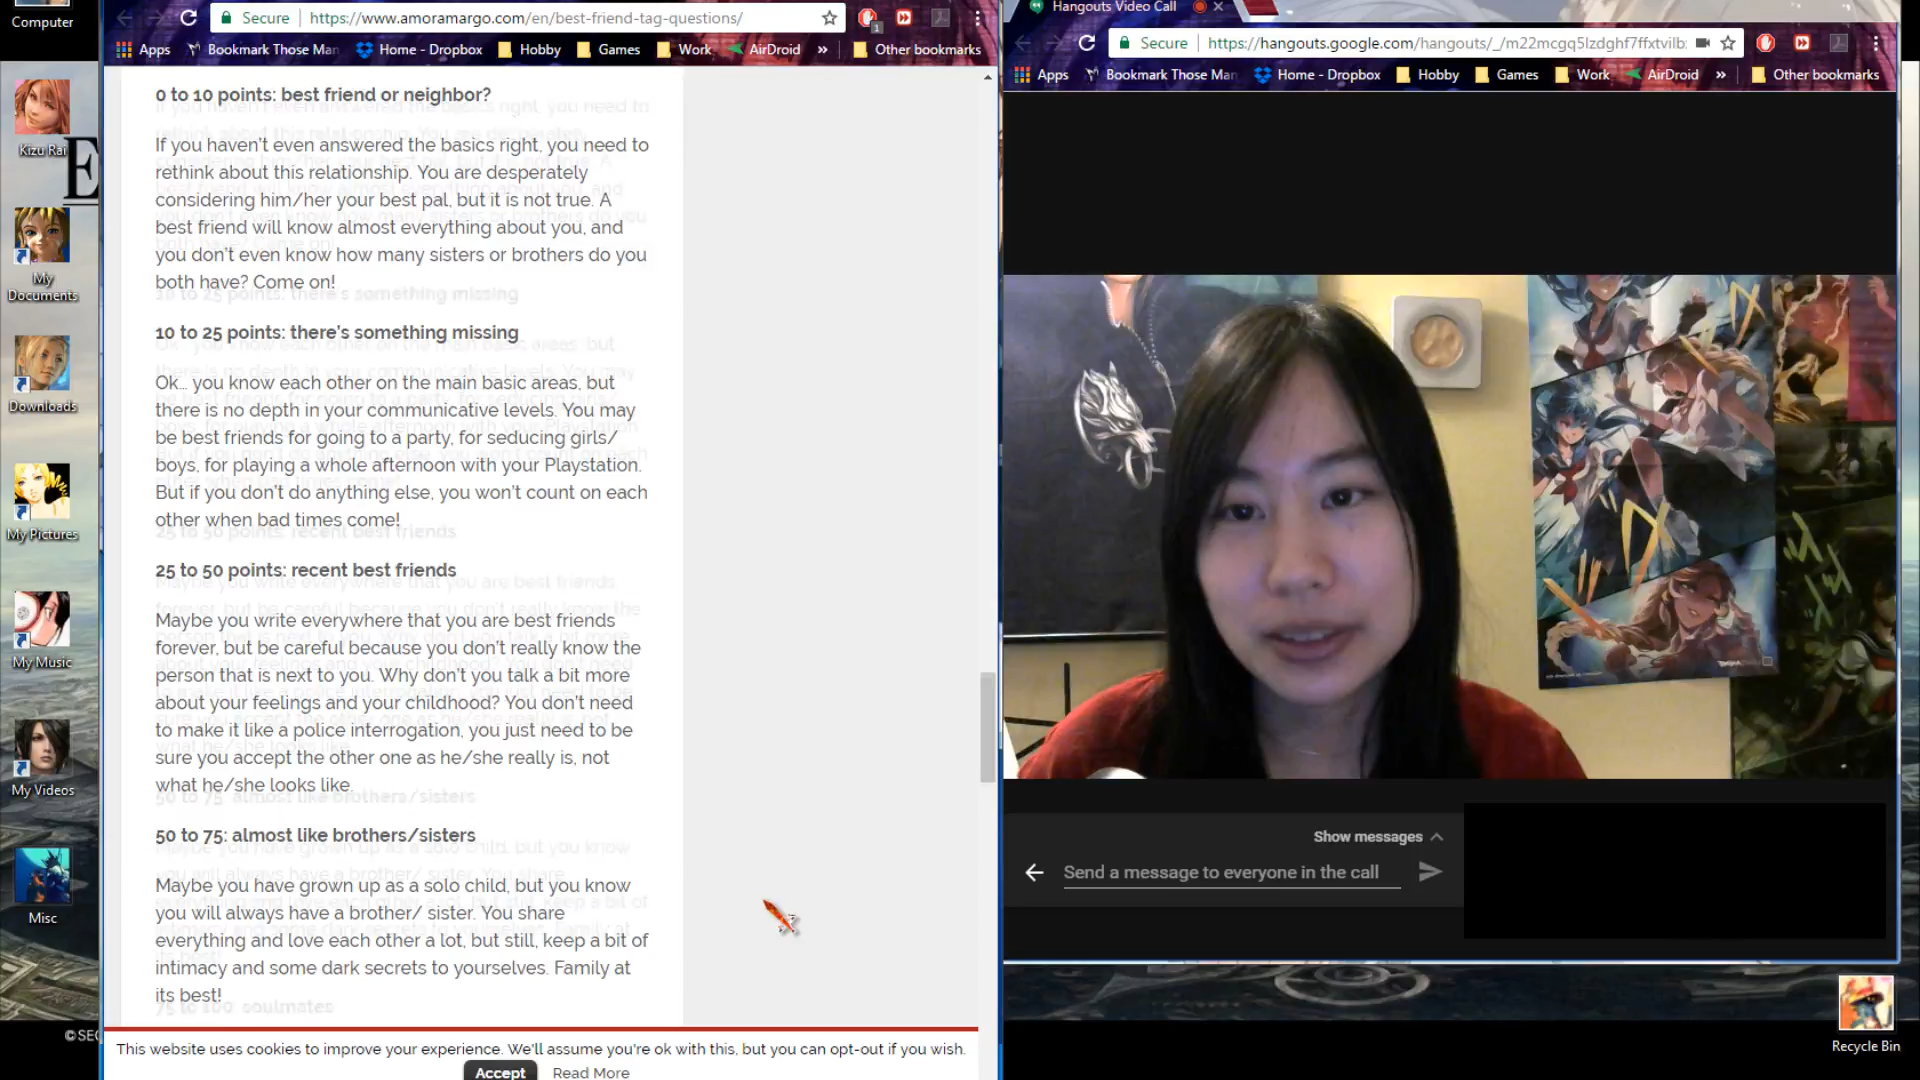 Computer
Kizu Rai
E
My
Documents
Downloads
My Pictures
My Music
My Videos
Misc
© SE
Secure https://www.amoramargo.com/en/best-friend-tag-questions/
1
Apps Bookmark Those Man Home - Dropbox Hobby Games Work AirDroid » Other bookmarks
0 to 10 points: best friend or neighbor?
If you haven't even answered the basics right, you need to
rethink about this relationship. You are desperately
considering him/her your best pal, but it is not true. A
best friend will know almost everything about you, and
you don't even know how many sisters or brothers do you
both have? Come on!
10 to 25 points: there's something missing
Ok… you know each other on the main basic areas, but
there is no depth in your communicative levels. You may
be best friends for going to a party, for seducing girls/
boys, for playing a whole afternoon with your Playstation.
But if you don't do anything else, you won't count on each
other when bad times come!
25 to 50 points: recent best friends
Maybe you write everywhere that you are best friends
forever, but be careful because you don't really know the
person that is next to you. Why don't you talk a bit more
about your feelings and your childhood? You don't need
to make it like a police interrogation, you just need to be
sure you accept the other one as he/she really is, not
what he/she looks like.
50 to 75: almost like brothers/sisters
Maybe you have grown up as a solo child, but you know
you will always have a brother/ sister. You share
everything and love each other a lot, but still, keep a bit of
intimacy and some dark secrets to yourselves. Family at
its best!
75 to 100: soulmates
This website uses cookies to improve your experience. We'll assume you're ok with this, but you can opt-out if you wish.
Accept Read More
Hangouts Video Call
Secure https://hangouts.google.com/hangouts/_/m22mcgq5lzdghf7ffxtvilb
Apps Bookmark Those Man Home - Dropbox Hobby Games Work AirDroid » Other bookmarks
Show messages
Send a message to everyone in the call
Recycle Bin